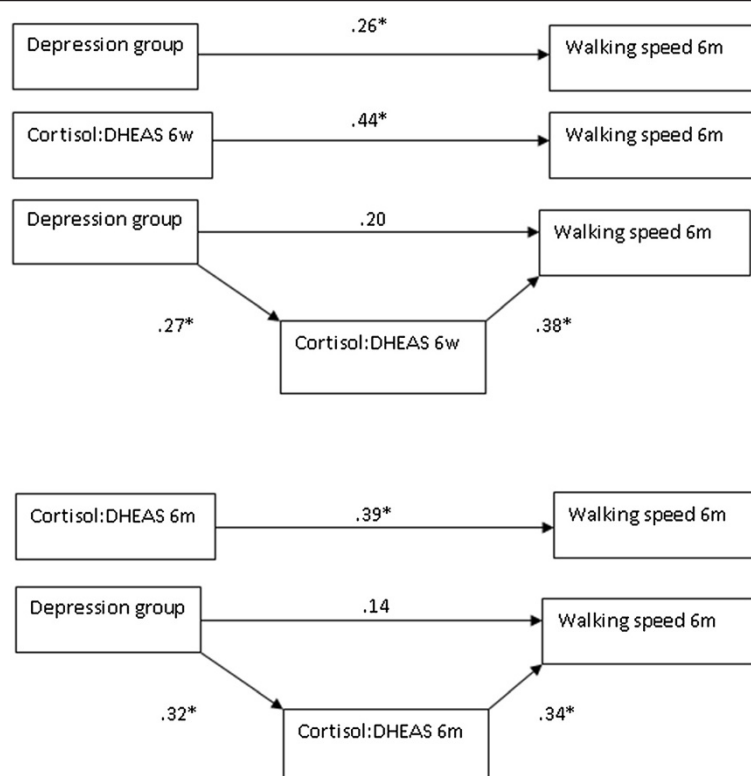 .26*
Depression group
Walking speed 6m
.44*
Cortisol:DHEAS 6w
Walking speed 6m
Depression group
.20
Walking speed 6m
.27*
Cortisol:DHEAS 6w
.38*
Cortisol:DHEAS 6m
.39*
Walking speed 6m
Depression group
.14
Walking speed 6m
.32*
Cortisol:DHEAS 6m
.34*